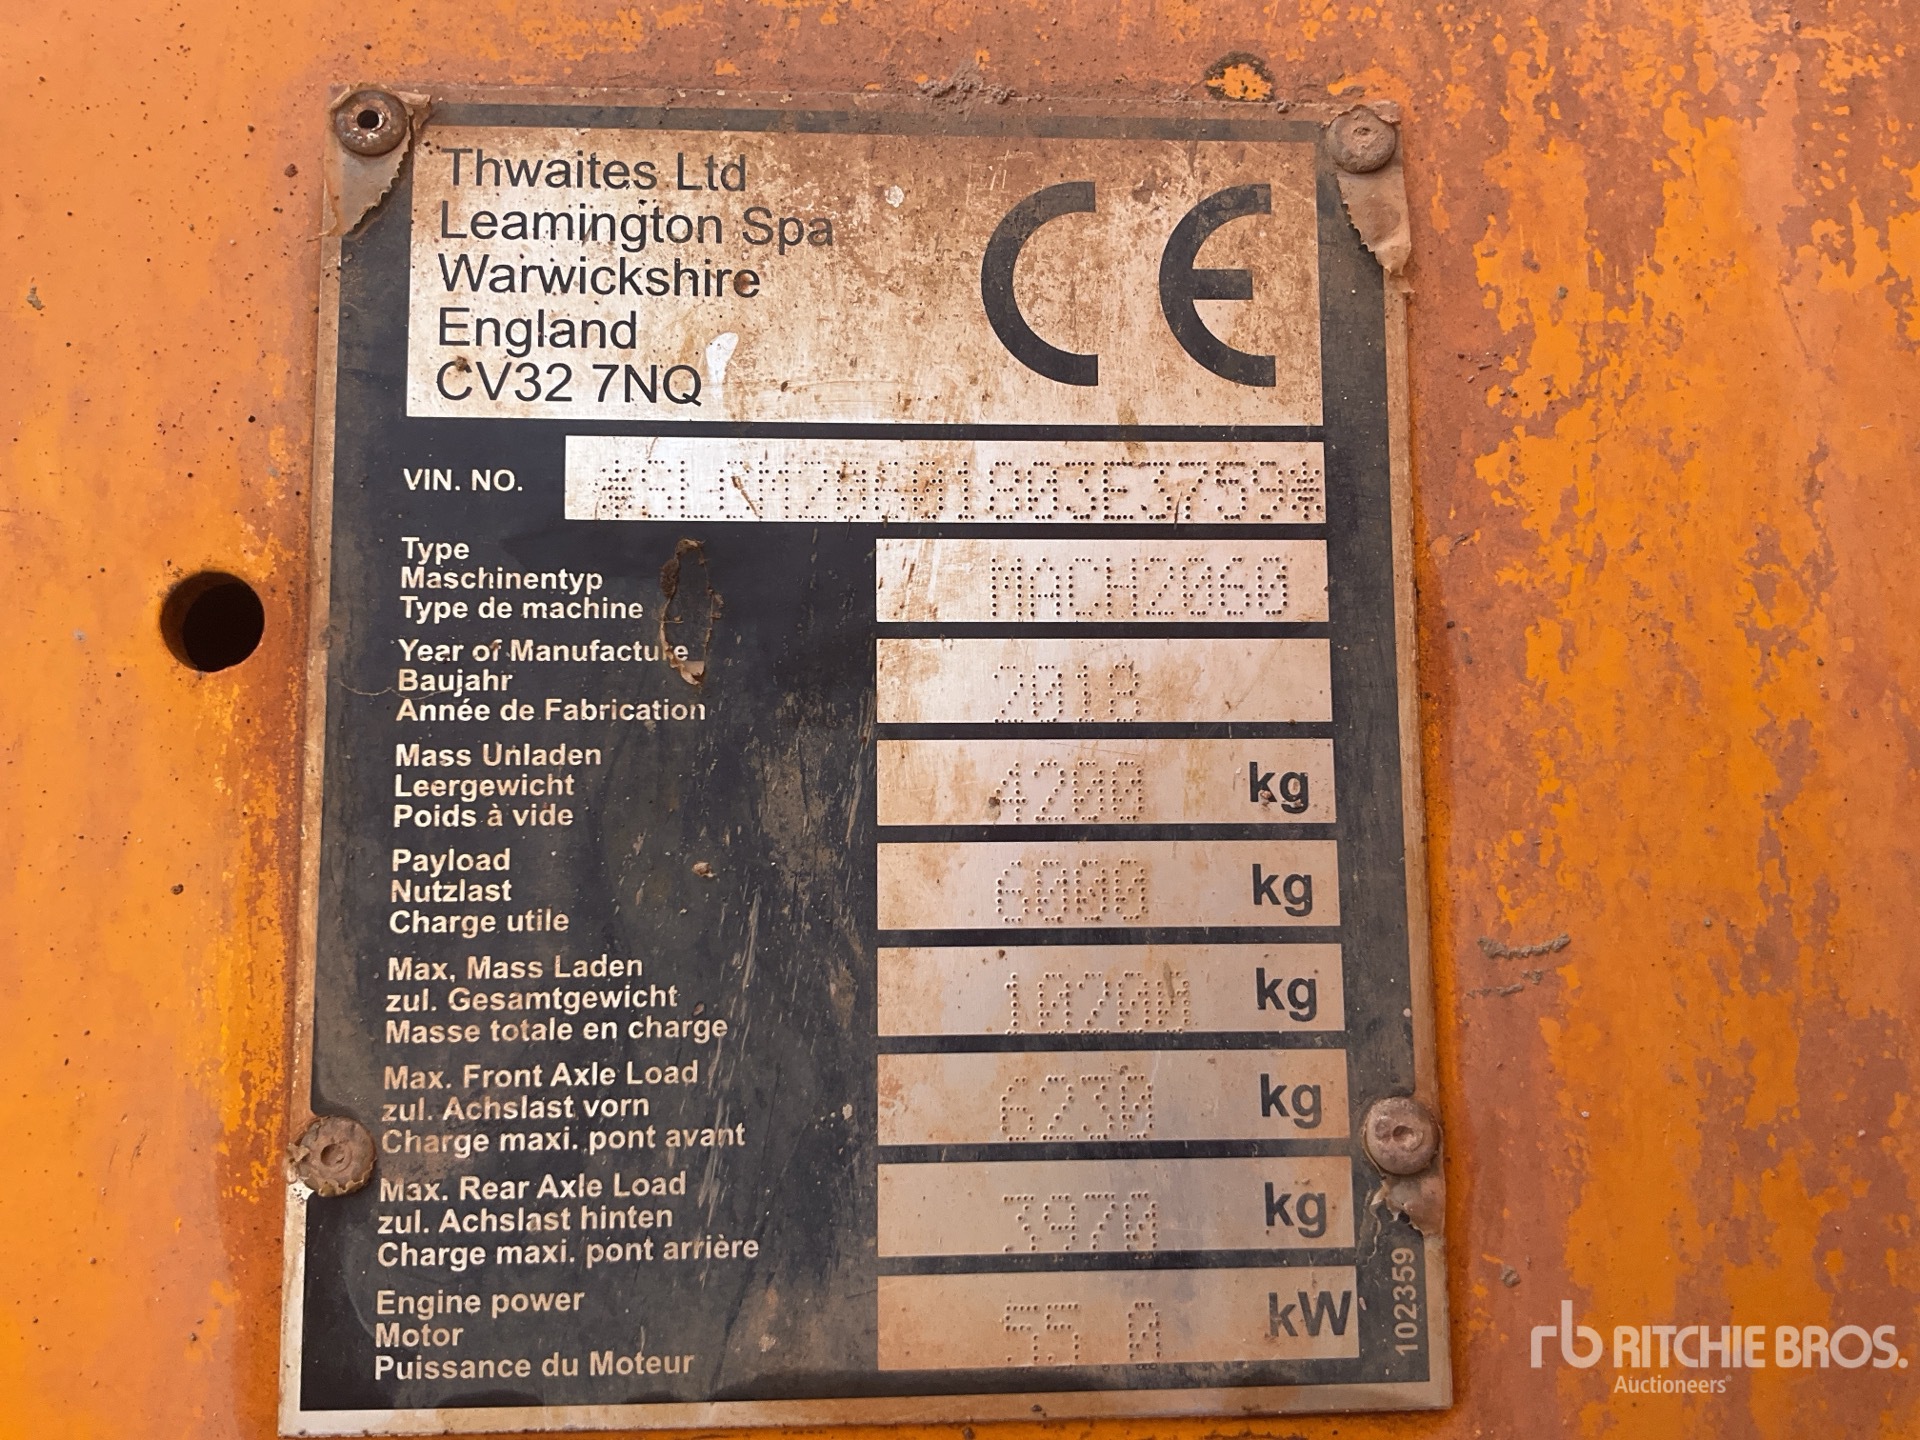 Thwaites Ltd
Leamington Spa
Warwickshire
England
CV32 7NQ
CE
VIN. NO. *SLCM20601803E3759*
Type
Maschinentyp
Type de machine
MACH2060
Year of Manufacture
Baujahr
Année de Fabrication
2018
Mass Unladen
Leergewicht
Poids à vide
4200 kg
Payload
Nutzlast
Charge utile
6000 kg
Max. Mass Laden
zul. Gesamtgewicht
Masse totale en charge
10200 kg
Max. Front Axle Load
zul. Achslast vorn
Charge maxi. pont avant
6230 kg
Max. Rear Axle Load
zul. Achslast hinten
Charge maxi. pont arrière
3970 kg
Engine power
Motor
Puissance du Moteur
55.0 kW
102359
rb RITCHIE BROS.
Auctioneers